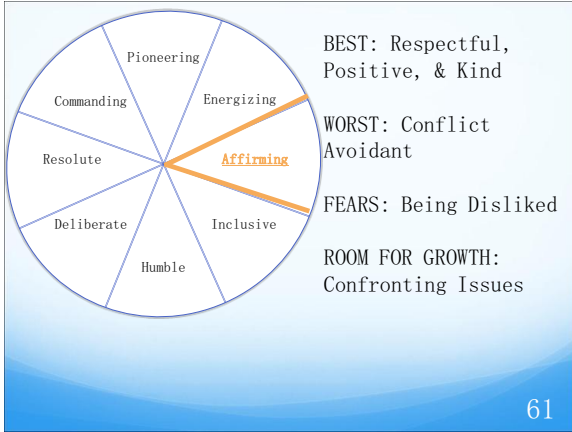 Pioneering
Commanding
Energizing
Resolute
Affirming
Deliberate
Inclusive
Humble
BEST: Respectful,
Positive, & Kind
WORST: Conflict
Avoidant
FEARS: Being Disliked
ROOM FOR GROWTH:
Confronting Issues
61